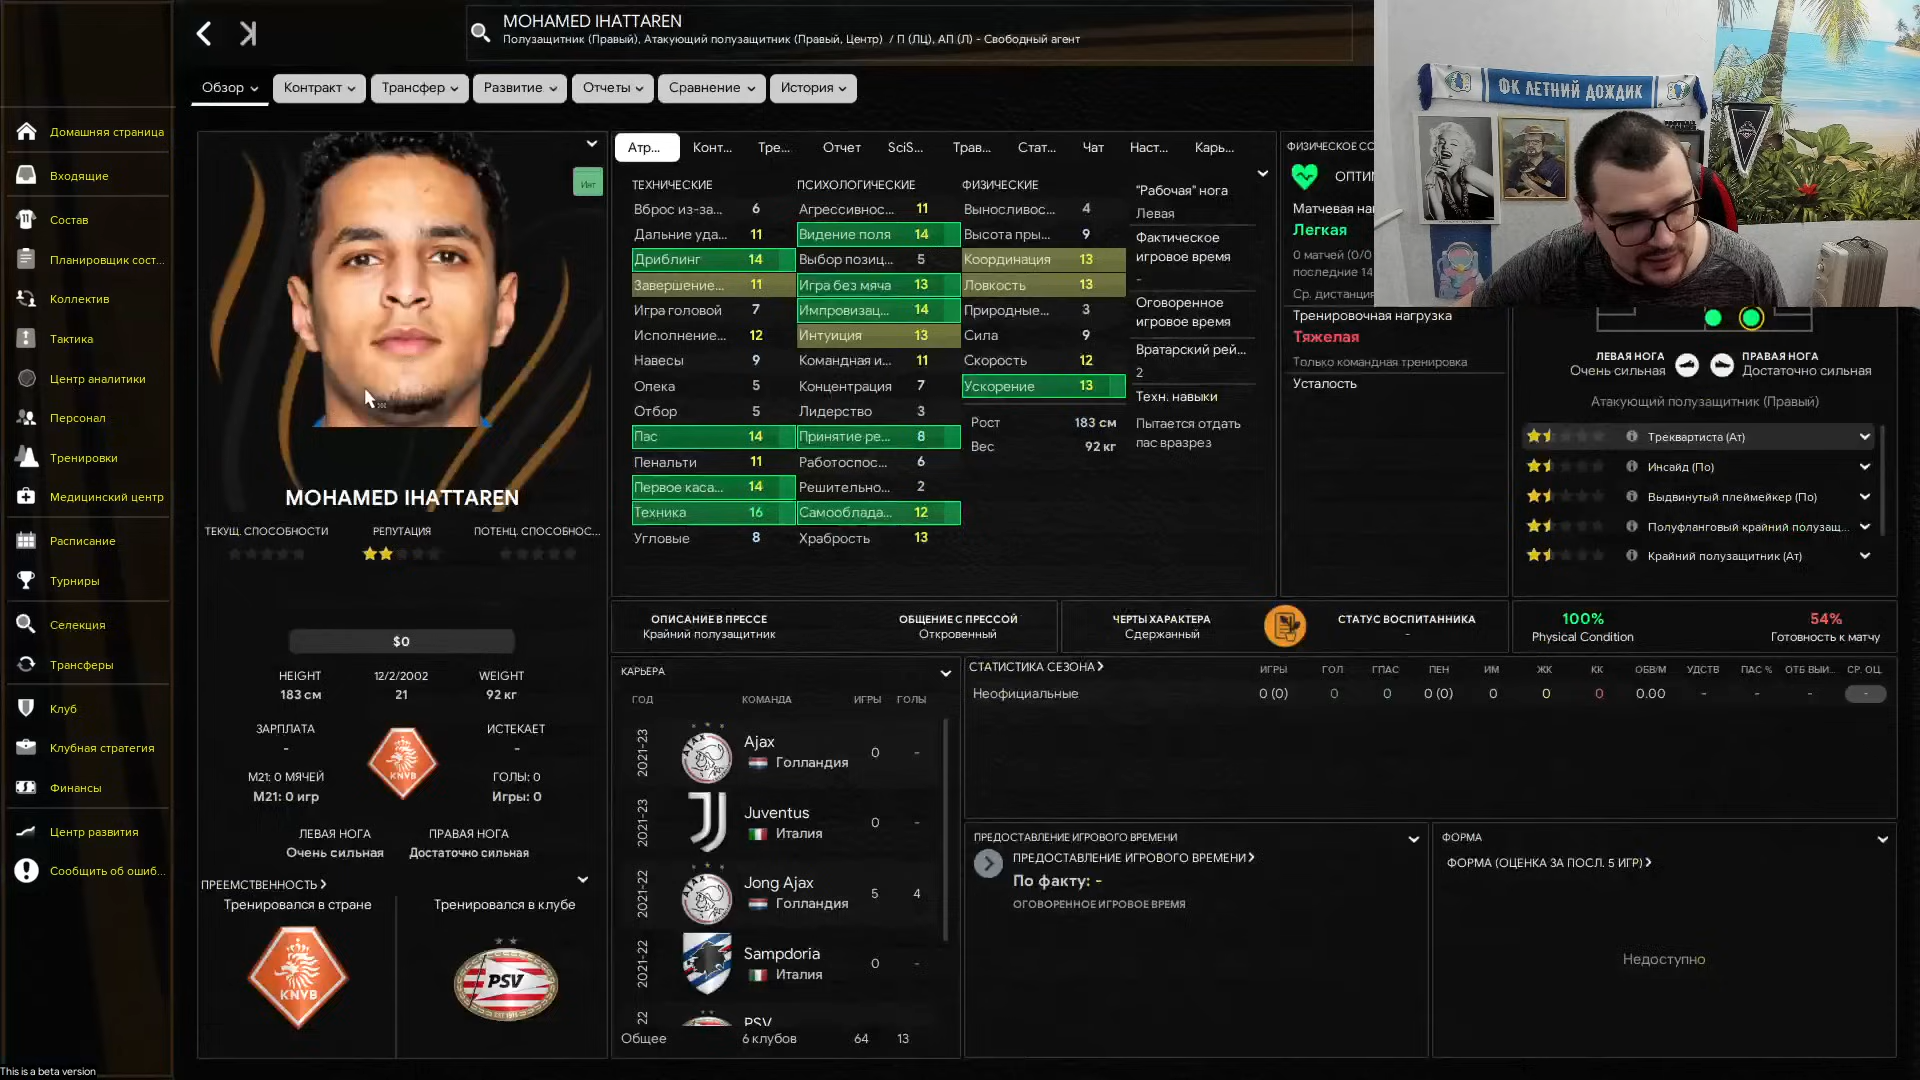 MOHAMED IHATTAREN
Полузащитник (Правый), Атакующий полузащитник (Правый, Центр) / П (ЛЦ), АП (Л) - Свободный агент
Обзор
Контракт
Трансфер
Развитие
Отчеты
Сравнение
История
Домашняя страница
Входящие
Состав
Планировщик сост...
Коллектив
Тактика
Центр аналитики
Персонал
Тренировки
Медицинский центр
Расписание
Турниры
Селекция
Трансферы
Клуб
Клубная стратегия
Финансы
Центр развития
Сообщить об ошиб...
This is a beta version
Инт
MOHAMED IHATTAREN
ТЕКУЩ. СПОСОБНОСТИ
РЕПУТАЦИЯ
ПОТЕНЦ. СПОСОБНОС...
$0
HEIGHT
183 см
12/2/2002
21
WEIGHT
92 кг
ЗАРПЛАТА
-
ИСТЕКАЕТ
-
KNVB
М21: 0 МЯЧЕЙ
М21: 0 игр
ГОЛЫ: 0
Игры: 0
ЛЕВАЯ НОГА
Очень сильная
ПРАВАЯ НОГА
Достаточно сильная
ПРЕЕМСТВЕННОСТЬ
Тренировался в стране
KNVB
Тренировался в клубе
PSV
Атр...
Конт...
Тре...
Отчет
SciS...
Трав...
Стат...
Чат
Наст...
Карь...
ТЕХНИЧЕСКИЕ
Вброс из-за... 6
Дальние уда... 11
Дриблинг 14
Завершение... 11
Игра головой 7
Исполнение... 12
Навесы 9
Опека 5
Отбор 5
Пас 14
Пенальти 11
Первое каса... 14
Техника 16
Угловые 8
ПСИХОЛОГИЧЕСКИЕ
Агрессивнос... 11
Видение поля 14
Выбор позиц... 5
Игра без мяча 13
Импровизац... 14
Интуиция 13
Командная и... 11
Концентрация 7
Лидерство 3
Принятие ре... 8
Работоспос... 6
Решительно... 2
Самооблада... 12
Храбрость 13
ФИЗИЧЕСКИЕ
Выносливос... 4
Высота пры... 9
Координация 13
Ловкость 13
Природные... 3
Сила 9
Скорость 12
Ускорение 13
Рост 183 см
Вес 92 кг
"Рабочая" нога
Левая
Фактическое
игровое время
-
Оговоренное
игровое время
Вратарский рей...
2
Техн. навыки
Пытается отдать
пас вразрез
ФИЗИЧЕСКОЕ СО
ОПТИМ
Матчевая на
Легкая
0 матчей (0/0
последние 14
Ср. дистанция
Тренировочная нагрузка
Тяжелая
Только командная тренировка
Усталость
ФК ЛЕТНИЙ ДОЖДИК
ЛЕВАЯ НОГА
Очень сильная
ПРАВАЯ НОГА
Достаточно сильная
Атакующий полузащитник (Правый)
Треквартиста (Ат)
Инсайд (По)
Выдвинутый плеймейкер (По)
Полуфланговый крайний полузащ...
Крайний полузащитник (Ат)
ОПИСАНИЕ В ПРЕССЕ
Крайний полузащитник
ОБЩЕНИЕ С ПРЕССОЙ
Откровенный
ЧЕРТЫ ХАРАКТЕРА
Сдержанный
СТАТУС ВОСПИТАННИКА
-
100%
Physical Condition
54%
Готовность к матчу
КАРЬЕРА
ГОД КОМАНДА ИГРЫ ГОЛЫ
2021-23 Ajax Голландия 0 -
2021-23 Juventus Италия 0 -
2021-22 Jong Ajax Голландия 5 4
2021-22 Sampdoria Италия 0 -
22 PSV
Общее 6 клубов 64 13
СТАТИСТИКА СЕЗОНА
ИГРЫ ГОЛ ГПАС ПЕН ИМ ЖК КК ОБВ/М УДСТВ ПАС % ОТБ ВЫИ... СР. ОЦ.
Неофициальные 0 (0) 0 0 0 (0) 0 0 0 0.00 - - - -
ПРЕДОСТАВЛЕНИЕ ИГРОВОГО ВРЕМЕНИ
ПРЕДОСТАВЛЕНИЕ ИГРОВОГО ВРЕМЕНИ
По факту: -
ОГОВОРЕННОЕ ИГРОВОЕ ВРЕМЯ
ФОРМА
ФОРМА (ОЦЕНКА ЗА ПОСЛ. 5 ИГР)
Недоступно